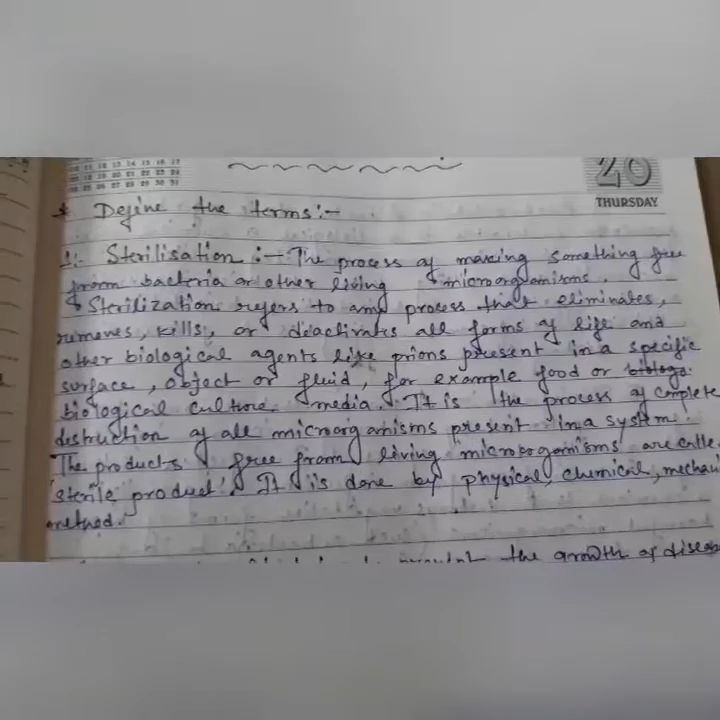 20
THURSDAY
* Define the terms:-
1:- Sterilisation :- The process of making something free
from bacteria or other living microorganisms.
Sterilization refers to any process that eliminates,
removes, kills, or deactivates all forms of life and
other biological agents like prions present in a specific
surface, object or fluid, for example food or
biological culture media. It is the process of complete
destruction of all microorganisms present in a system.
The products free from living microogonisms are calle
'sterile product'. It is done by physical, chemical, mechani
method.
the growth of diseas